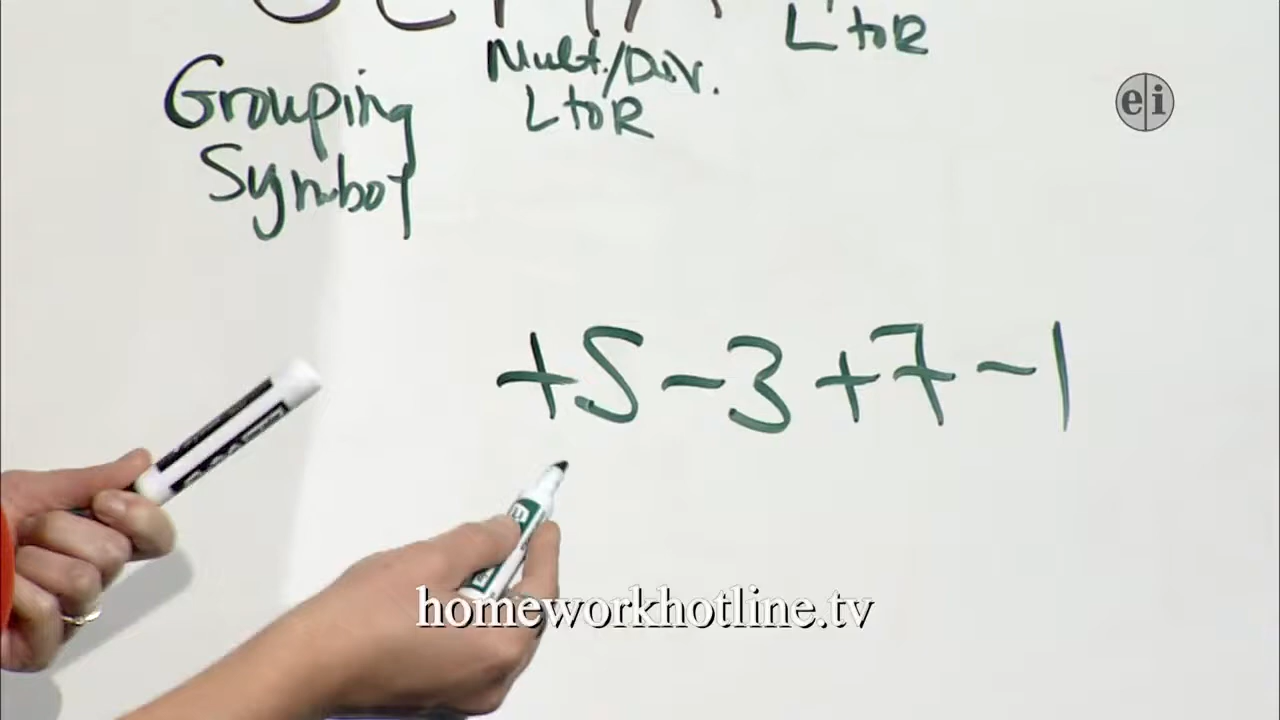 L to R
Mult./Div.
L to R
Grouping
Symbol
e i
+5-3+7-1
homeworkhotline.tv